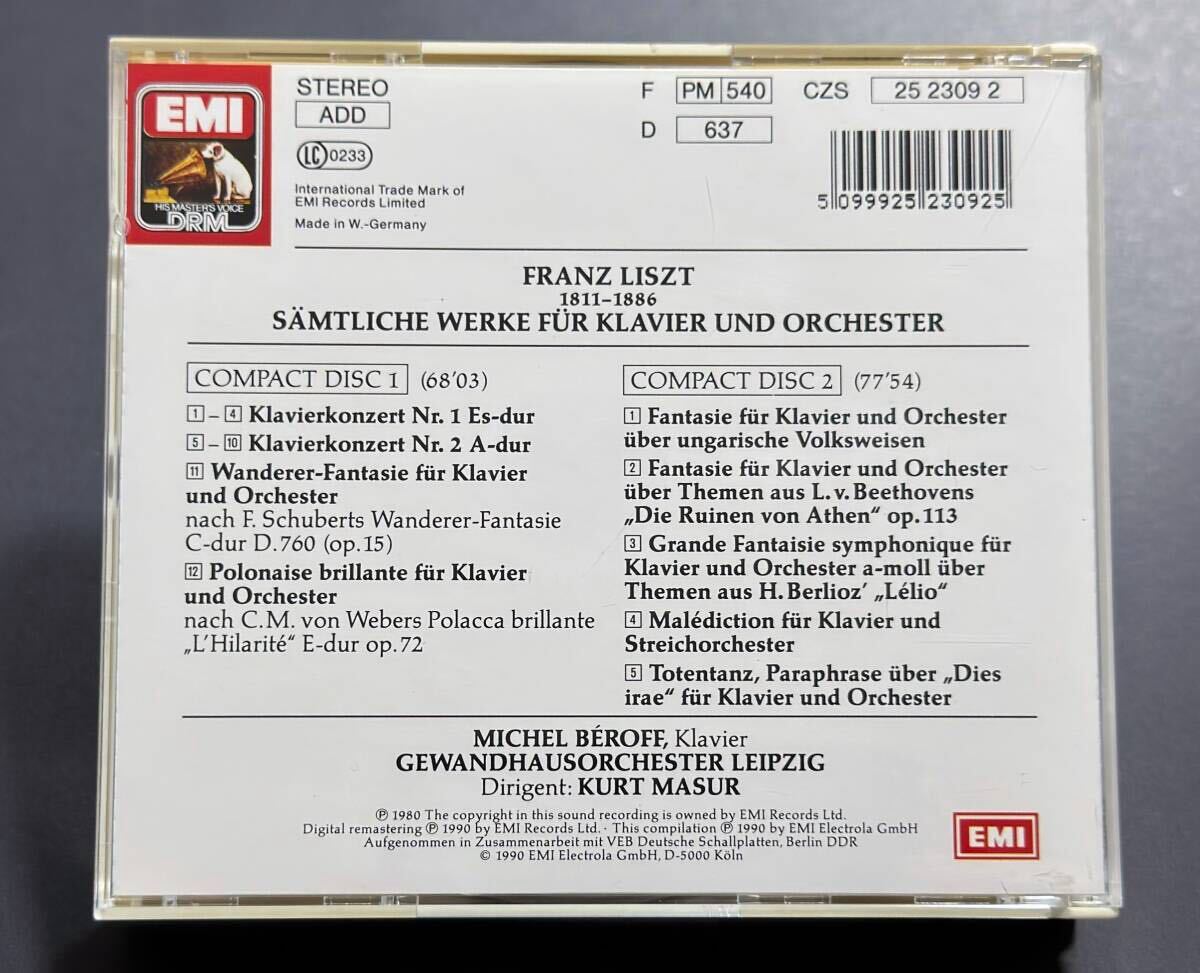 EMI
HIS MASTER'S VOICE
DRM
STEREO
ADD
LC 0233
International Trade Mark of
EMI Records Limited
Made in W.-Germany
F PM 540 CZS 25 2309 2
D 637
5 099925 230925
FRANZ LISZT
1811–1886
SÄMTLICHE WERKE FÜR KLAVIER UND ORCHESTER
COMPACT DISC 1 (68'03)
1 – 4 Klavierkonzert Nr. 1 Es-dur
5 – 10 Klavierkonzert Nr. 2 A-dur
11 Wanderer-Fantasie für Klavier
und Orchester
nach F. Schuberts Wanderer-Fantasie
C-dur D.760 (op.15)
12 Polonaise brillante für Klavier
und Orchester
nach C.M. von Webers Polacca brillante
„L'Hilarité“ E-dur op.72
COMPACT DISC 2 (77'54)
1 Fantasie für Klavier und Orchester
über ungarische Volksweisen
2 Fantasie für Klavier und Orchester
über Themen aus L.v.Beethovens
„Die Ruinen von Athen“ op.113
3 Grande Fantaisie symphonique für
Klavier und Orchester a-moll über
Themen aus H.Berlioz' „Lélio“
4 Malédiction für Klavier und
Streichorchester
5 Totentanz, Paraphrase über „Dies
irae“ für Klavier und Orchester
MICHEL BÉROFF, Klavier
GEWANDHAUSORCHESTER LEIPZIG
Dirigent: KURT MASUR
℗ 1980 The copyright in this sound recording is owned by EMI Records Ltd.
Digital remastering ℗ 1990 by EMI Records Ltd. · This compilation ℗ 1990 by EMI Electrola GmbH
Aufgenommen in Zusammenarbeit mit VEB Deutsche Schallplatten, Berlin DDR
© 1990 EMI Electrola GmbH, D-5000 Köln
EMI